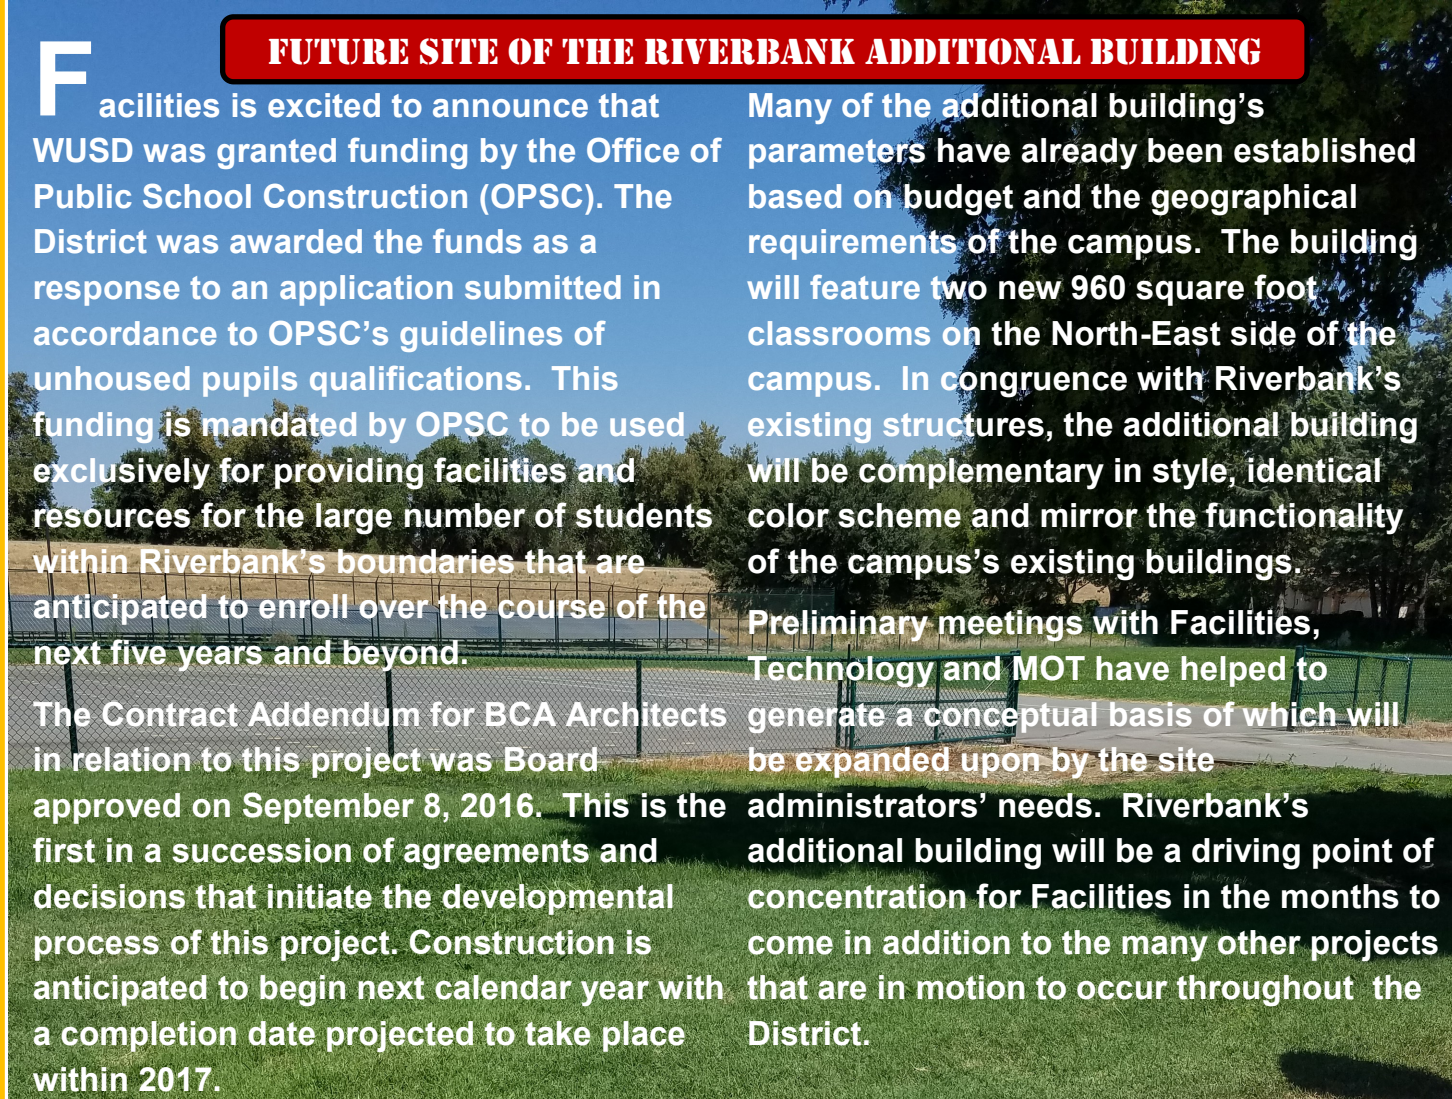 FUTURE SITE OF THE RIVERBANK ADDITIONAL BUILDING
Facilities is excited to announce that
WUSD was granted funding by the Office of
Public School Construction (OPSC). The
District was awarded the funds as a
response to an application submitted in
accordance to OPSC's guidelines of
unhoused pupils qualifications.  This
funding is mandated by OPSC to be used
exclusively for providing facilities and
resources for the large number of students
within Riverbank's boundaries that are
anticipated to enroll over the course of the
next five years and beyond.
The Contract Addendum for BCA Architects
in relation to this project was Board
approved on September 8, 2016.  This is the
first in a succession of agreements and
decisions that initiate the developmental
process of this project. Construction is
anticipated to begin next calendar year with
a completion date projected to take place
within 2017.
Many of the additional building's
parameters have already been established
based on budget and the geographical
requirements of the campus.  The building
will feature two new 960 square foot
classrooms on the North-East side of the
campus.  In congruence with Riverbank's
existing structures, the additional building
will be complementary in style, identical
color scheme and mirror the functionality
of the campus's existing buildings.
Preliminary meetings with Facilities,
Technology and MOT have helped to
generate a conceptual basis of which will
be expanded upon by the site
administrators' needs.  Riverbank's
additional building will be a driving point of
concentration for Facilities in the months to
come in addition to the many other projects
that are in motion to occur throughout  the
District.